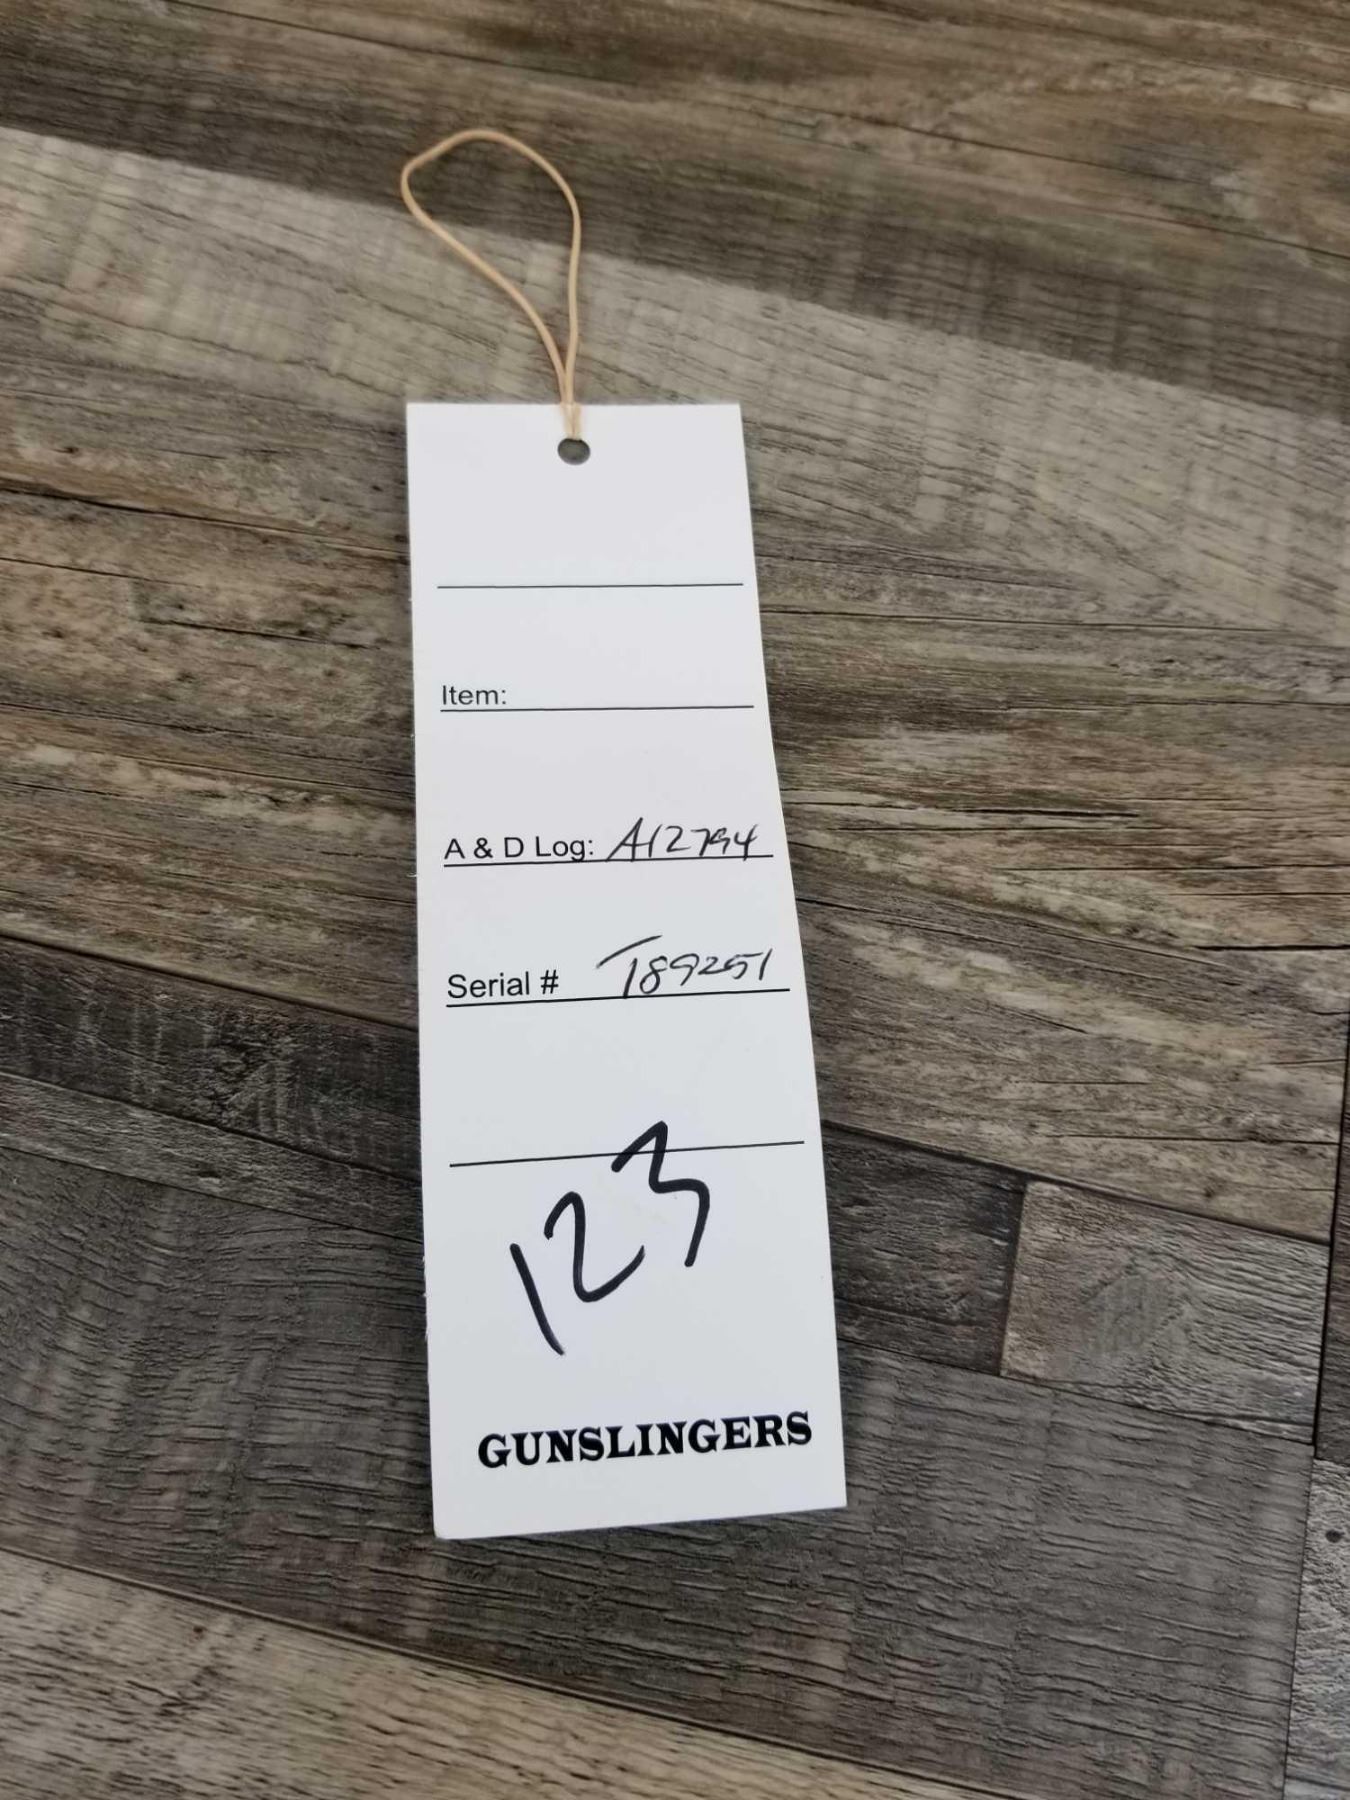 Item:
A & D Log: A12794
Serial # T89251
123
GUNSLINGERS